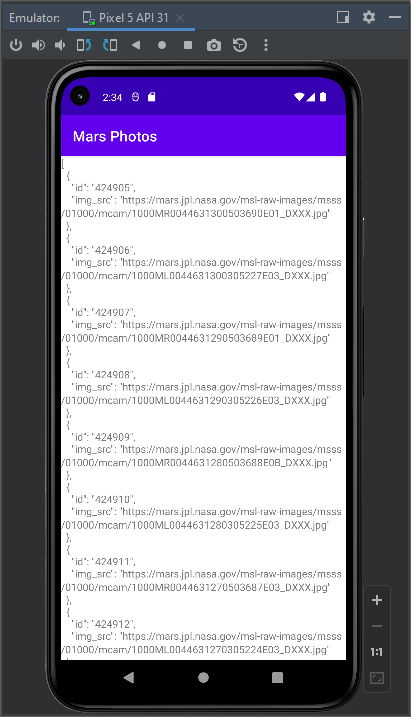 Emulator: Pixel 5 API 31
2:34
Mars Photos
[
{
"id": "424905",
"img_src": "https://mars.jpl.nasa.gov/msl-raw-images/msss
/01000/mcam/1000MR0044631300503690E01_DXXX.jpg"
},
{
"id": "424906",
"img_src": "https://mars.jpl.nasa.gov/msl-raw-images/msss
/01000/mcam/1000ML0044631300305227E03_DXXX.jpg"
},
{
"id": "424907",
"img_src": "https://mars.jpl.nasa.gov/msl-raw-images/msss
/01000/mcam/1000MR0044631290503689E01_DXXX.jpg"
},
{
"id": "424908",
"img_src": "https://mars.jpl.nasa.gov/msl-raw-images/msss
/01000/mcam/1000ML0044631290305226E03_DXXX.jpg"
},
{
"id": "424909",
"img_src": "https://mars.jpl.nasa.gov/msl-raw-images/msss
/01000/mcam/1000MR0044631280503688E0B_DXXX.jpg"
},
{
"id": "424910",
"img_src": "https://mars.jpl.nasa.gov/msl-raw-images/msss
/01000/mcam/1000ML0044631280305225E03_DXXX.jpg"
},
{
"id": "424911",
"img_src": "https://mars.jpl.nasa.gov/msl-raw-images/msss
/01000/mcam/1000MR0044631270503687E03_DXXX.jpg"
},
{
"id": "424912",
"img_src": "https://mars.jpl.nasa.gov/msl-raw-images/msss
/01000/mcam/1000ML0044631270305224E03_DXXX.jpg"
1:1